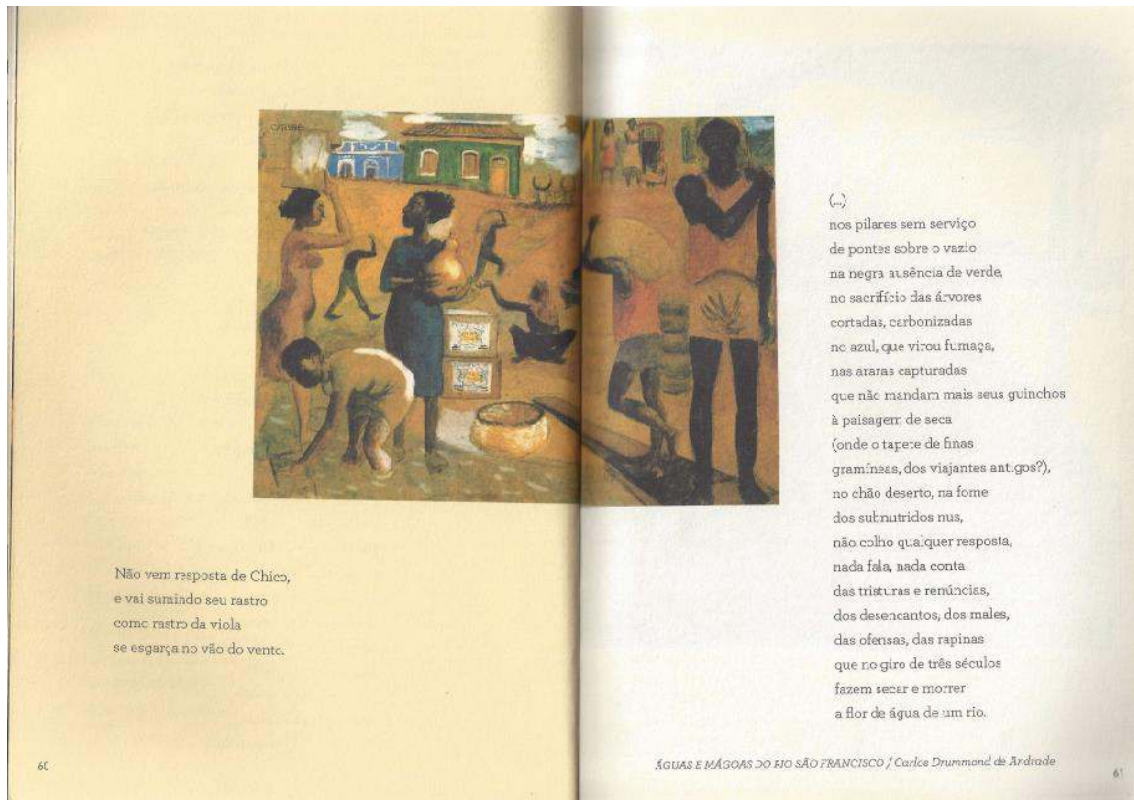 CARYBÉ
Não vem resposta de Chico,
e vai sumindo seu rastro
como rastro da viola
se esgarça no vão do vento.
60
(...)
nos pilares sem serviço
de pontes sobre o vazio
na negra ausência de verde,
no sacrifício das árvores
cortadas, carbonizadas
no azul, que virou fumaça,
nas araras capturadas
que não mandam mais seus guinchos
à paisagem de seca
(onde o tapete de finas
gramíneas, dos viajantes antigos?),
no chão deserto, na fome
dos subnutridos nus,
não colho qualquer resposta,
nada fala, nada conta
das tristuras e renúncias,
dos desencantos, dos males,
das ofensas, das rapinas
que no giro de três séculos
fazem secar e morrer
a flor de água de um rio.
ÁGUAS E MÁGOAS DO RIO SÃO FRANCISCO / Carlos Drummond de Andrade
61